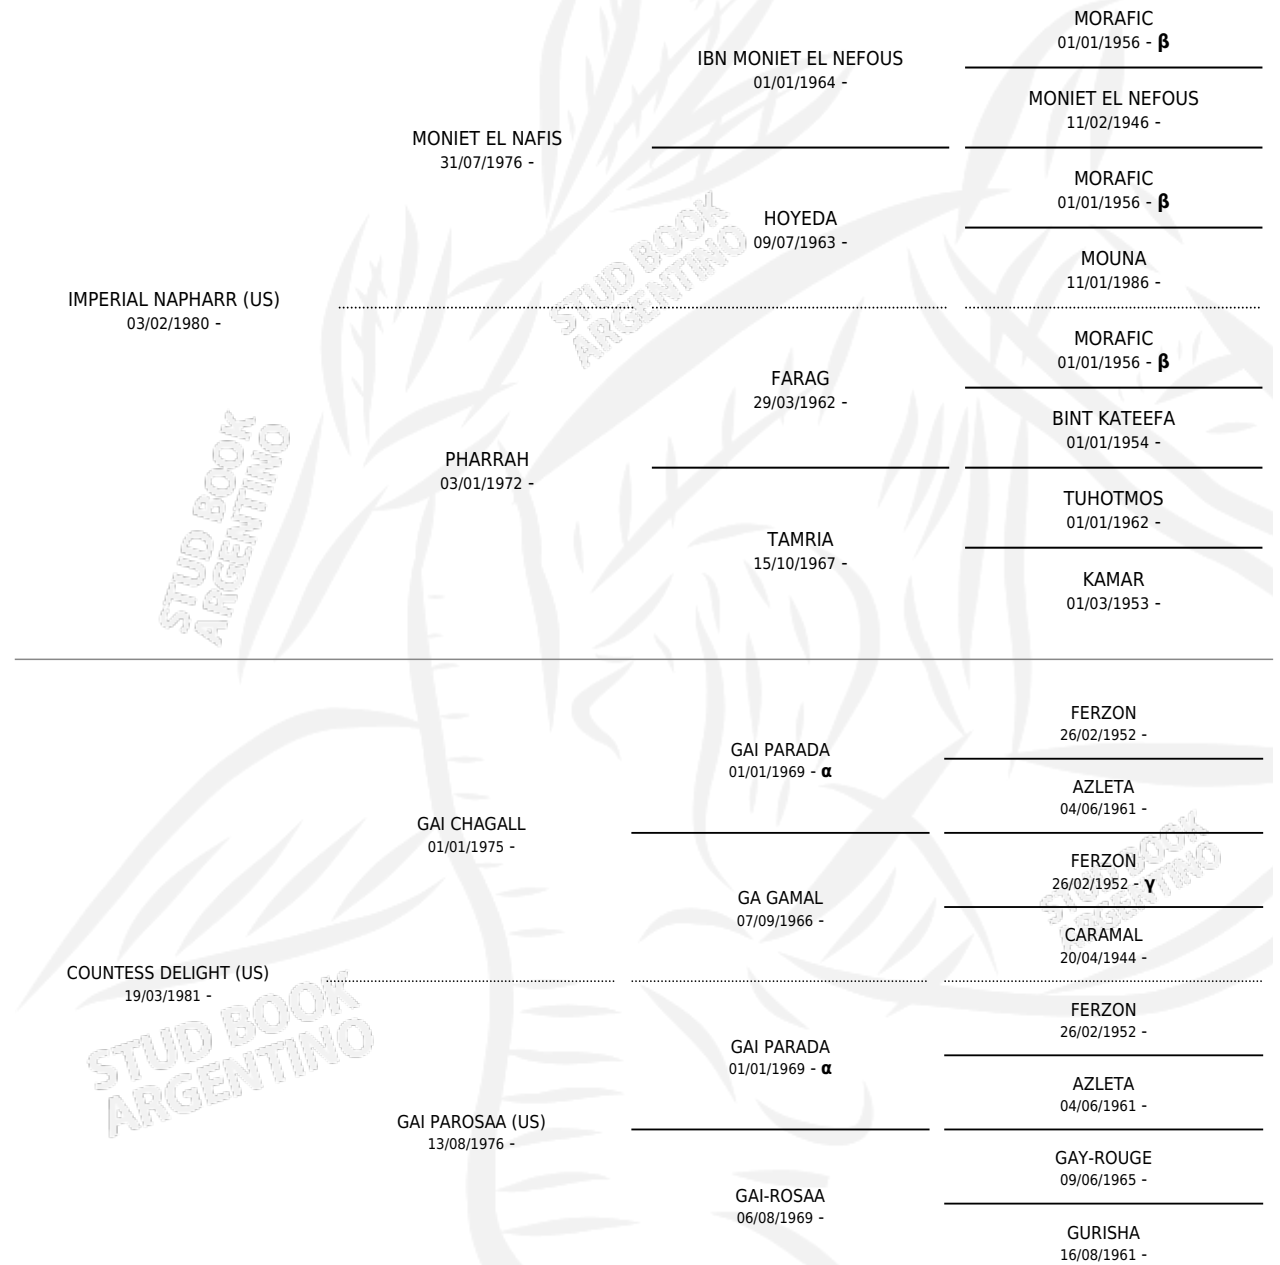 MORAFIC
01/01/1956 - β
IBN MONIET EL NEFOUS
01/01/1964 -
MONIET EL NEFOUS
11/02/1946 -
MONIET EL NAFIS
31/07/1976 -
MORAFIC
01/01/1956 - β
HOYEDA
09/07/1963 -
MOUNA
11/01/1986 -
IMPERIAL NAPHARR (US)
03/02/1980 -
MORAFIC
01/01/1956 - β
FARAG
29/03/1962 -
BINT KATEEFA
01/01/1954 -
PHARRAH
03/01/1972 -
TUHOTMOS
01/01/1962 -
TAMRIA
15/10/1967 -
KAMAR
01/03/1953 -
FERZON
26/02/1952 -
GAI PARADA
01/01/1969 - α
AZLETA
04/06/1961 -
GAI CHAGALL
01/01/1975 -
FERZON
26/02/1952 - γ
GA GAMAL
07/09/1966 -
CARAMAL
20/04/1944 -
COUNTESS DELIGHT (US)
19/03/1981 -
FERZON
26/02/1952 -
GAI PARADA
01/01/1969 - α
AZLETA
04/06/1961 -
GAI PAROSAA (US)
13/08/1976 -
GAY-ROUGE
09/06/1965 -
GAI-ROSAA
06/08/1969 -
GURISHA
16/08/1961 -
STUD BOOK
ARGENTINO
STUD BOOK
ARGENTINO
STUD BOOK
ARGENTINO
STUD BOOK
ARGENTINO